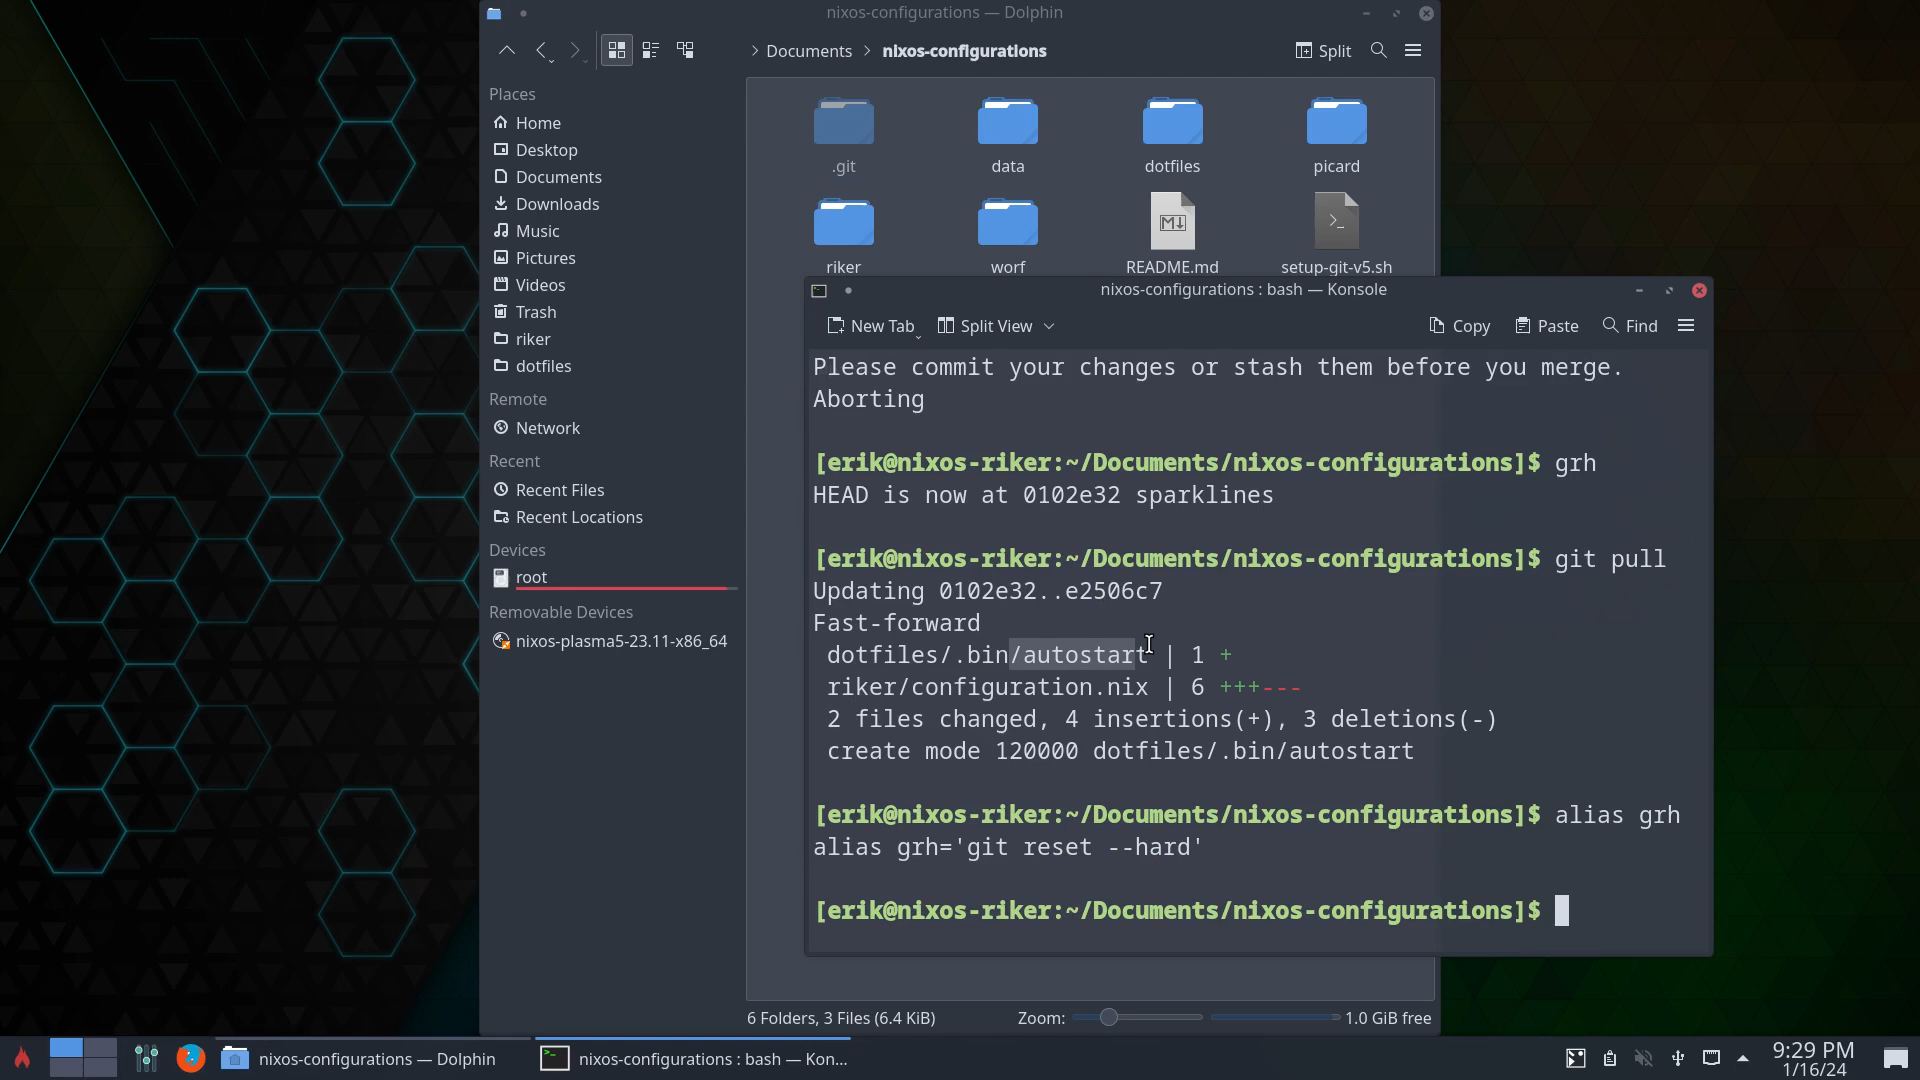 nixos-configurations — Dolphin
Documents
nixos-configurations
Split
Places
Home
Desktop
Documents
Downloads
Music
Pictures
Videos
Trash
riker
dotfiles
Remote
Network
Recent
Recent Files
Recent Locations
Devices
root
Removable Devices
nixos-plasma5-23.11-x86_64
.git
data
dotfiles
picard
riker
worf
README.md
setup-git-v5.sh
6 Folders, 3 Files (6.4 KiB)
Zoom:
1.0 GiB free
nixos-configurations : bash — Konsole
New Tab
Split View
Copy
Paste
Find
Please commit your changes or stash them before you merge.
Aborting
[erik@nixos-riker:~/Documents/nixos-configurations]$ grh
HEAD is now at 0102e32 sparklines
[erik@nixos-riker:~/Documents/nixos-configurations]$ git pull
Updating 0102e32..e2506c7
Fast-forward
dotfiles/.bin/autostart | 1 +
riker/configuration.nix | 6 +++---
2 files changed, 4 insertions(+), 3 deletions(-)
create mode 120000 dotfiles/.bin/autostart
[erik@nixos-riker:~/Documents/nixos-configurations]$ alias grh
alias grh='git reset --hard'
[erik@nixos-riker:~/Documents/nixos-configurations]$
nixos-configurations — Dolphin
nixos-configurations : bash — Kon...
9:29 PM
1/16/24